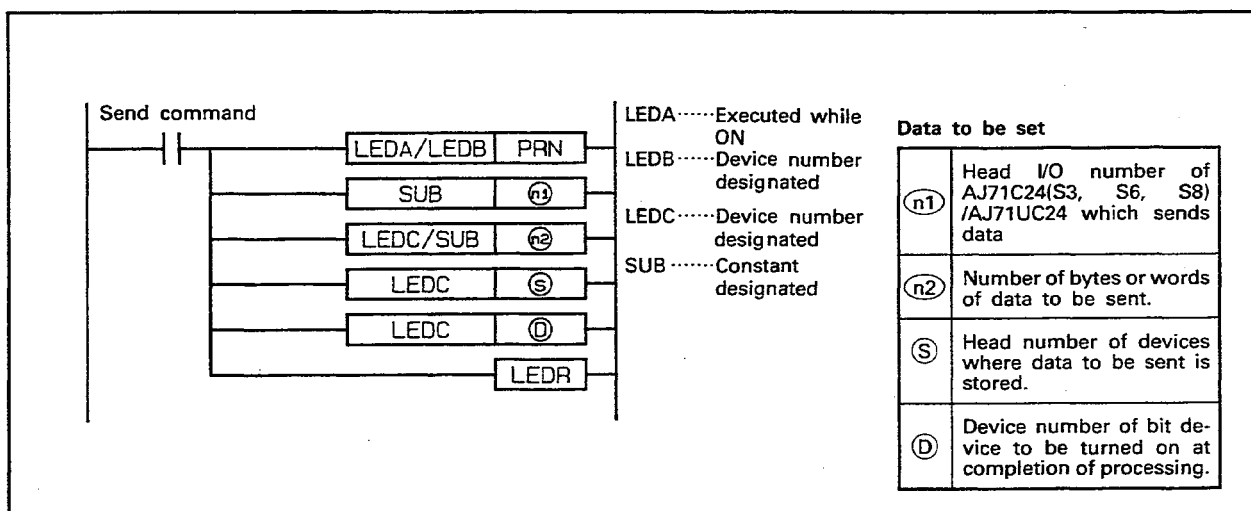 Send command
LEDA/LEDB PRN
SUB n1
LEDC/SUB n2
LEDC S
LEDC D
LEDR
LEDA······Executed while
ON
LEDB······Device number
designated
LEDC······Device number
designated
SUB ······Constant
designated
Data to be set
n1 Head I/O number of
AJ71C24(S3, S6, S8)
/AJ71UC24 which sends
data
n2 Number of bytes or words
of data to be sent.
S Head number of devices
where data to be sent is
stored.
D Device number of bit de-
vice to be turned on at
completion of processing.